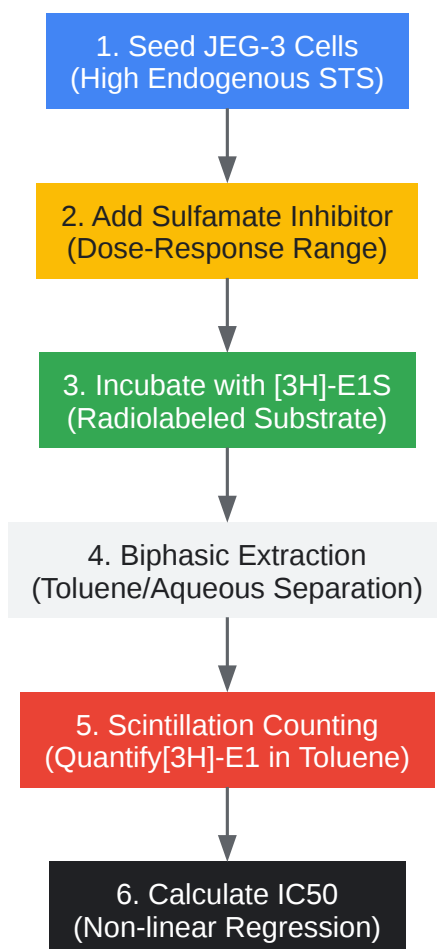 1. Seed JEG-3 Cells
(High Endogenous STS)
2. Add Sulfamate Inhibitor
(Dose-Response Range)
3. Incubate with [3H]-E1S
(Radiolabeled Substrate)
4. Biphasic Extraction
(Toluene/Aqueous Separation)
5. Scintillation Counting
(Quantify[3H]-E1 in Toluene)
6. Calculate IC50
(Non-linear Regression)